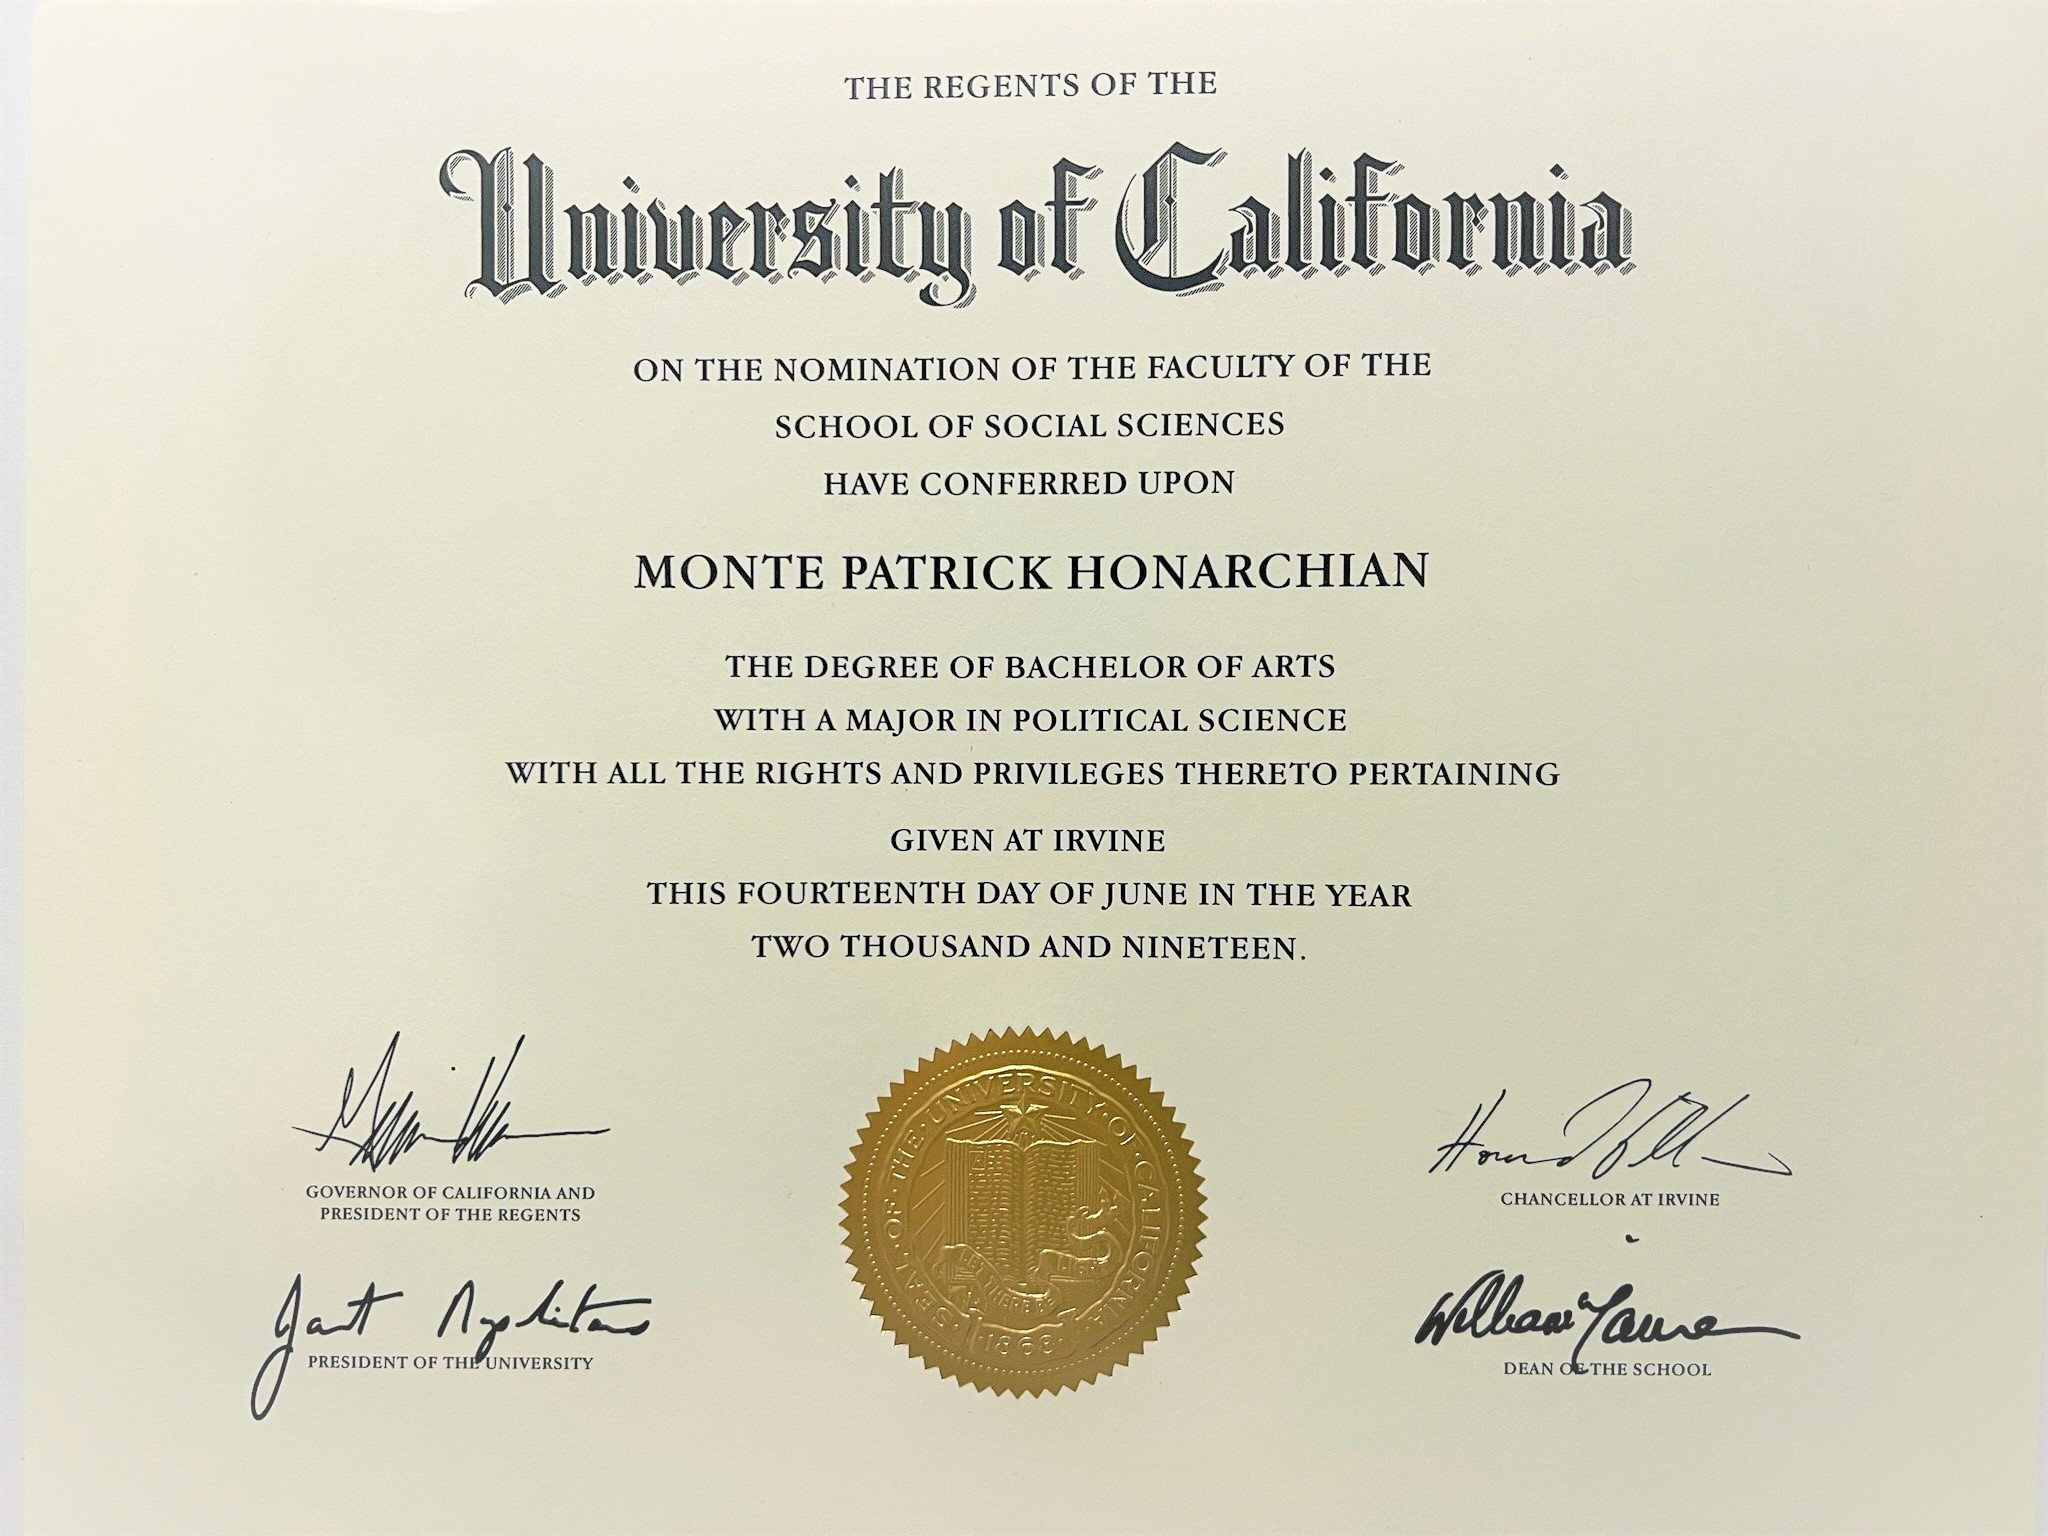 THE REGENTS OF THE
University of California
ON THE NOMINATION OF THE FACULTY OF THE
SCHOOL OF SOCIAL SCIENCES
HAVE CONFERRED UPON
MONTE PATRICK HONARCHIAN
THE DEGREE OF BACHELOR OF ARTS
WITH A MAJOR IN POLITICAL SCIENCE
WITH ALL THE RIGHTS AND PRIVILEGES THERETO PERTAINING
GIVEN AT IRVINE
THIS FOURTEENTH DAY OF JUNE IN THE YEAR
TWO THOUSAND AND NINETEEN.
GOVERNOR OF CALIFORNIA AND
PRESIDENT OF THE REGENTS
PRESIDENT OF THE UNIVERSITY
SEAL · OF · THE · UNIVERSITY · OF · CALIFORNIA
LET THERE BE LIGHT
1868
CHANCELLOR AT IRVINE
DEAN OF THE SCHOOL